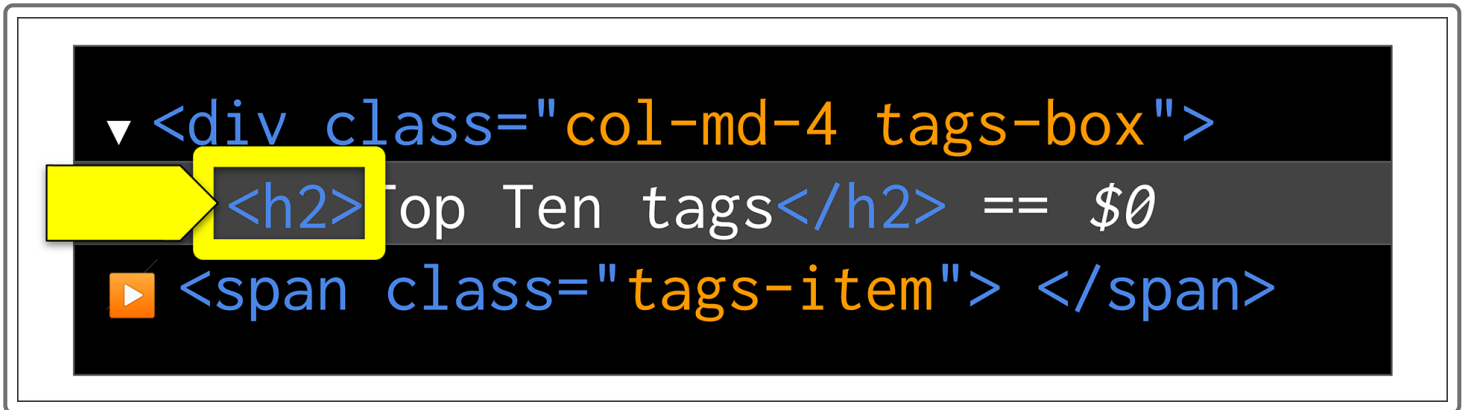 ▼ <div class="col-md-4 tags-box">
<h2>Top Ten tags</h2> == $0
▶ <span class="tags-item"> </span>